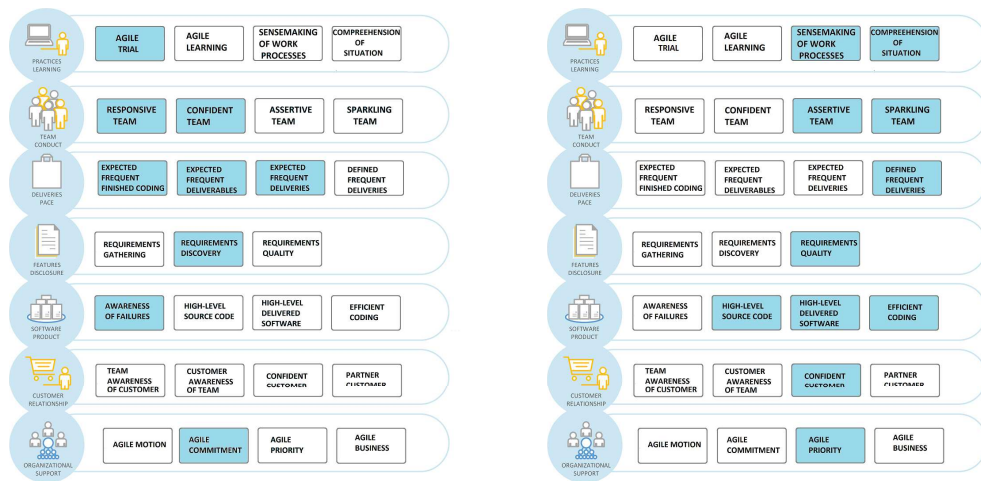 AGILE
TRIAL
AGILE
LEARNING
SENSEMAKING
OF WORK
PROCESSES
COMPREEHENSION
OF
SITUATION
PRACTICES
LEARNING
RESPONSIVE
TEAM
CONFIDENT
TEAM
ASSERTIVE
TEAM
SPARKLING
TEAM
TEAM
CONDUCT
EXPECTED
FREQUENT
FINISHED CODING
EXPECTED
FREQUENT
DELIVERABLES
EXPECTED
FREQUENT
DELIVERIES
DEFINED
FREQUENT
DELIVERIES
DELIVERIES
PACE
REQUIREMENTS
GATHERING
REQUIREMENTS
DISCOVERY
REQUIREMENTS
QUALITY
FEATURES
DISCLOSURE
AWARENESS
OF FAILURES
HIGH-LEVEL
SOURCE CODE
HIGH-LEVEL
DELIVERED
SOFTWARE
EFFICIENT
CODING
SOFTWARE
PRODUCT
TEAM
AWARENESS
OF CUSTOMER
CUSTOMER
AWARENESS
OF TEAM
CONFIDENT
CUSTOMER
PARTNER
CUSTOMER
CUSTOMER
RELATIONSHIP
AGILE MOTION
AGILE
COMMITMENT
AGILE
PRIORITY
AGILE
BUSINESS
ORGANIZATIONAL
SUPPORT
AGILE
TRIAL
AGILE
LEARNING
SENSEMAKING
OF WORK
PROCESSES
COMPREEHENSION
OF
SITUATION
PRACTICES
LEARNING
RESPONSIVE
TEAM
CONFIDENT
TEAM
ASSERTIVE
TEAM
SPARKLING
TEAM
TEAM
CONDUCT
EXPECTED
FREQUENT
FINISHED CODING
EXPECTED
FREQUENT
DELIVERABLES
EXPECTED
FREQUENT
DELIVERIES
DEFINED
FREQUENT
DELIVERIES
DELIVERIES
PACE
REQUIREMENTS
GATHERING
REQUIREMENTS
DISCOVERY
REQUIREMENTS
QUALITY
FEATURES
DISCLOSURE
AWARENESS
OF FAILURES
HIGH-LEVEL
SOURCE CODE
HIGH-LEVEL
DELIVERED
SOFTWARE
EFFICIENT
CODING
SOFTWARE
PRODUCT
TEAM
AWARENESS
OF CUSTOMER
CUSTOMER
AWARENESS
OF TEAM
CONFIDENT
CUSTOMER
PARTNER
CUSTOMER
CUSTOMER
RELATIONSHIP
AGILE MOTION
AGILE
COMMITMENT
AGILE
PRIORITY
AGILE
BUSINESS
ORGANIZATIONAL
SUPPORT